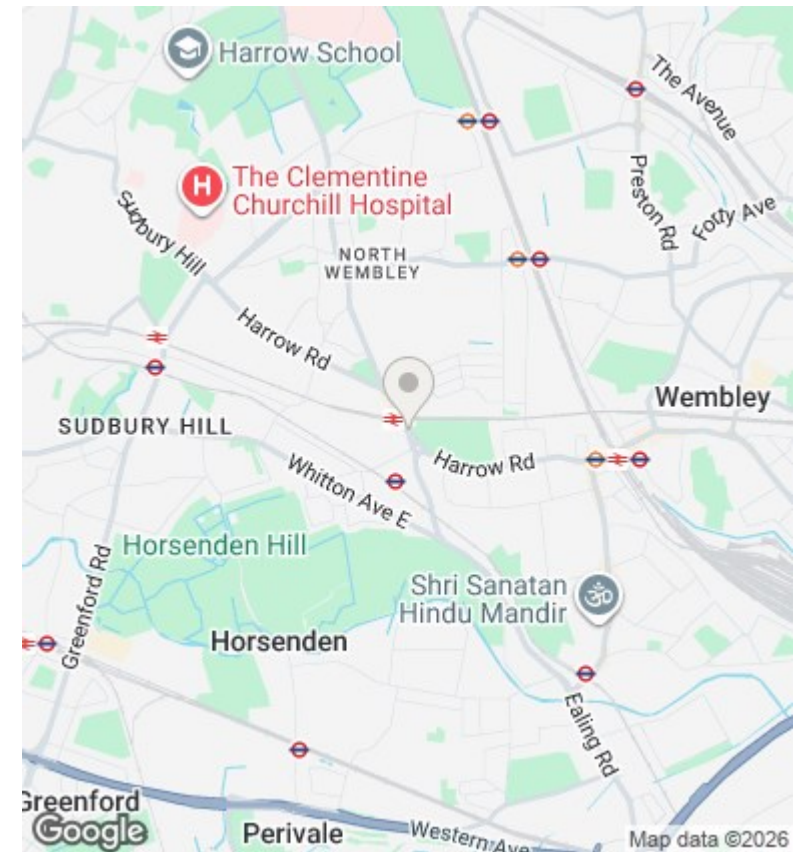 Harrow School
The Avenue
The Clementine
Churchill Hospital
Preston Rd
Forty Ave
Sudbury Hill
NORTH
WEMBLEY
Harrow Rd
Wembley
SUDBURY HILL
Harrow Rd
Whitton Ave E
Horsenden Hill
Greenford Rd
Shri Sanatan
Hindu Mandir
Horsenden
Ealing Rd
Greenford
Perivale
Western Ave
Google
Map data ©2026